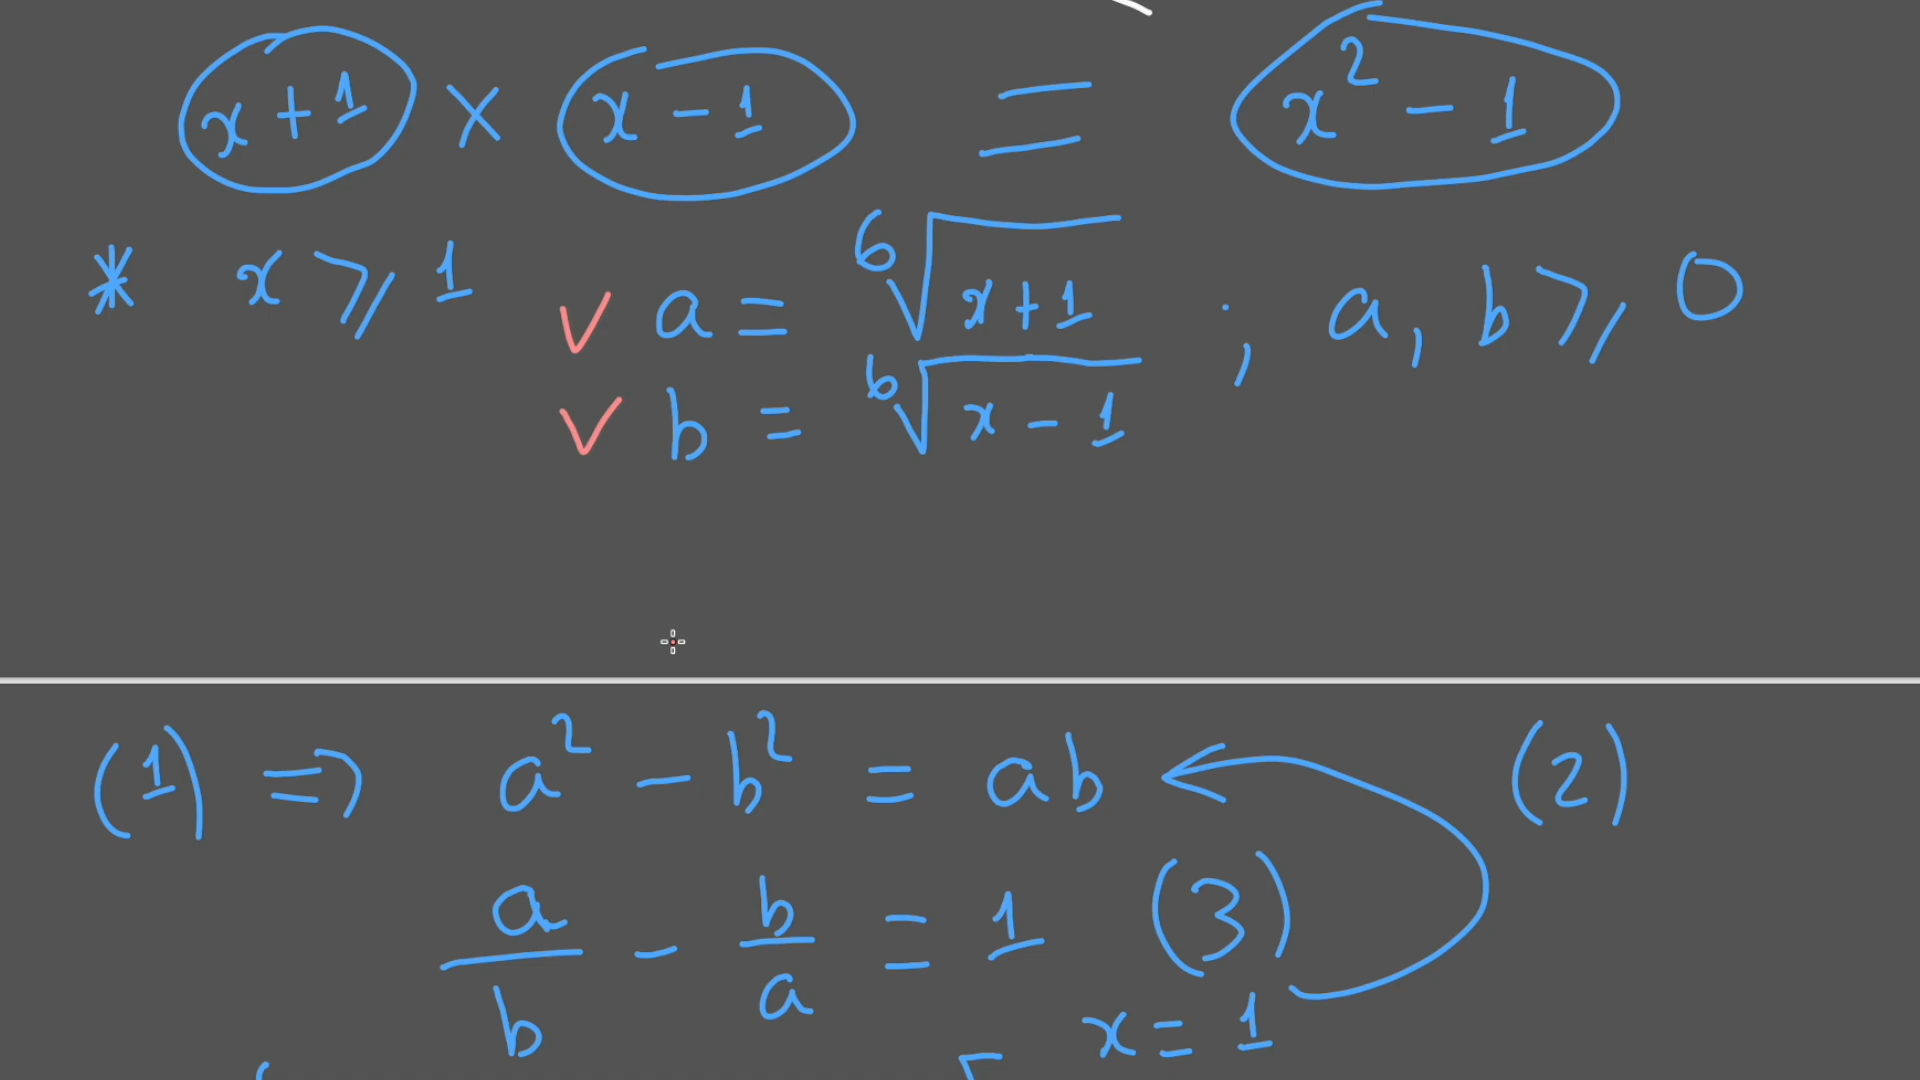 x + 1 × x − 1 = x² − 1
* x ⩾ 1 ✓ a = ⁶√(x + 1) ; a, b ⩾ 0
✓ b = ⁶√(x − 1)
(1) ⇒ a² − b² = ab (2)
a/b − b/a = 1 (3)
x = 1